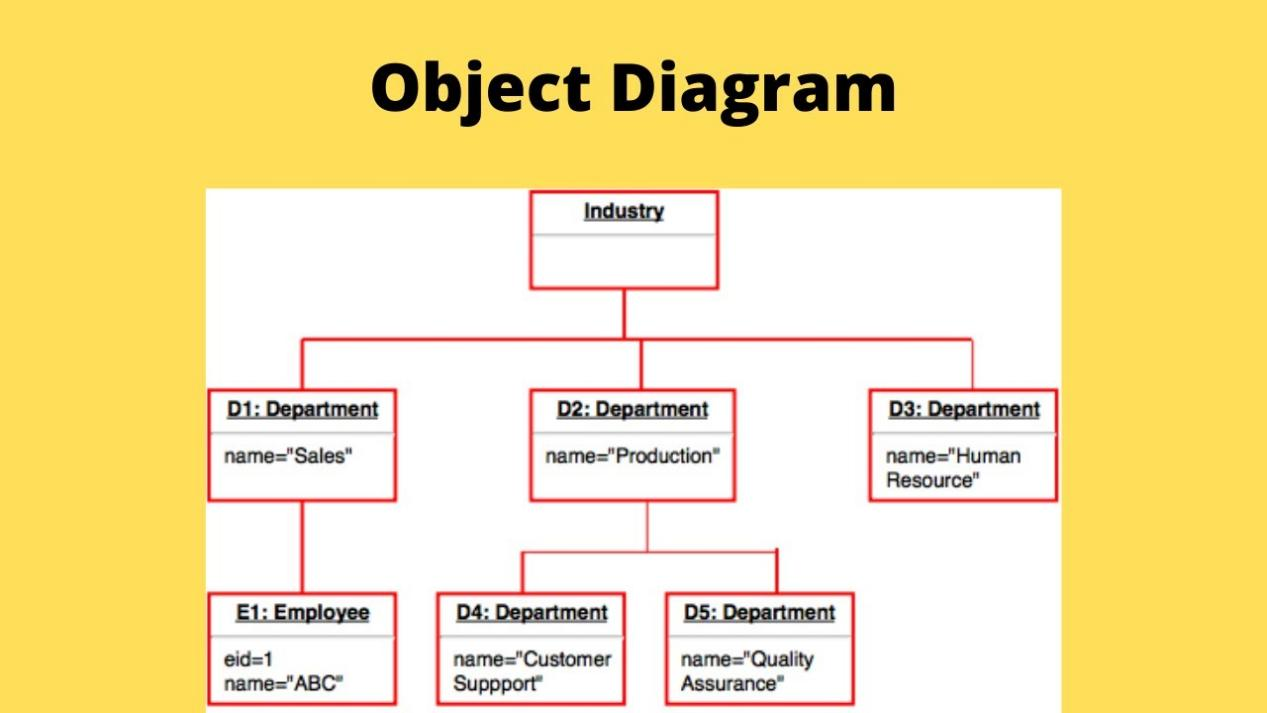 Object Diagram
Industry
D1: Department
name="Sales"
D2: Department
name="Production"
D3: Department
name="Human
Resource"
E1: Employee
eid=1
name="ABC"
D4: Department
name="Customer
Suppport"
D5: Department
name="Quality
Assurance"